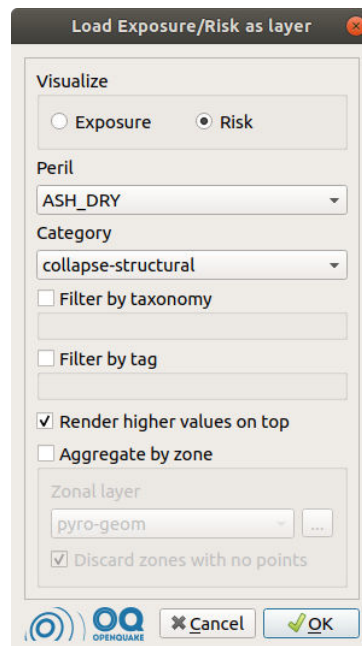 Load Exposure/Risk as layer
Visualize
Exposure Risk
Peril
ASH_DRY
Category
collapse-structural
Filter by taxonomy
Filter by tag
Render higher values on top
Aggregate by zone
Zonal layer
pyro-geom ...
Discard zones with no points
OQ OPENQUAKE Cancel OK